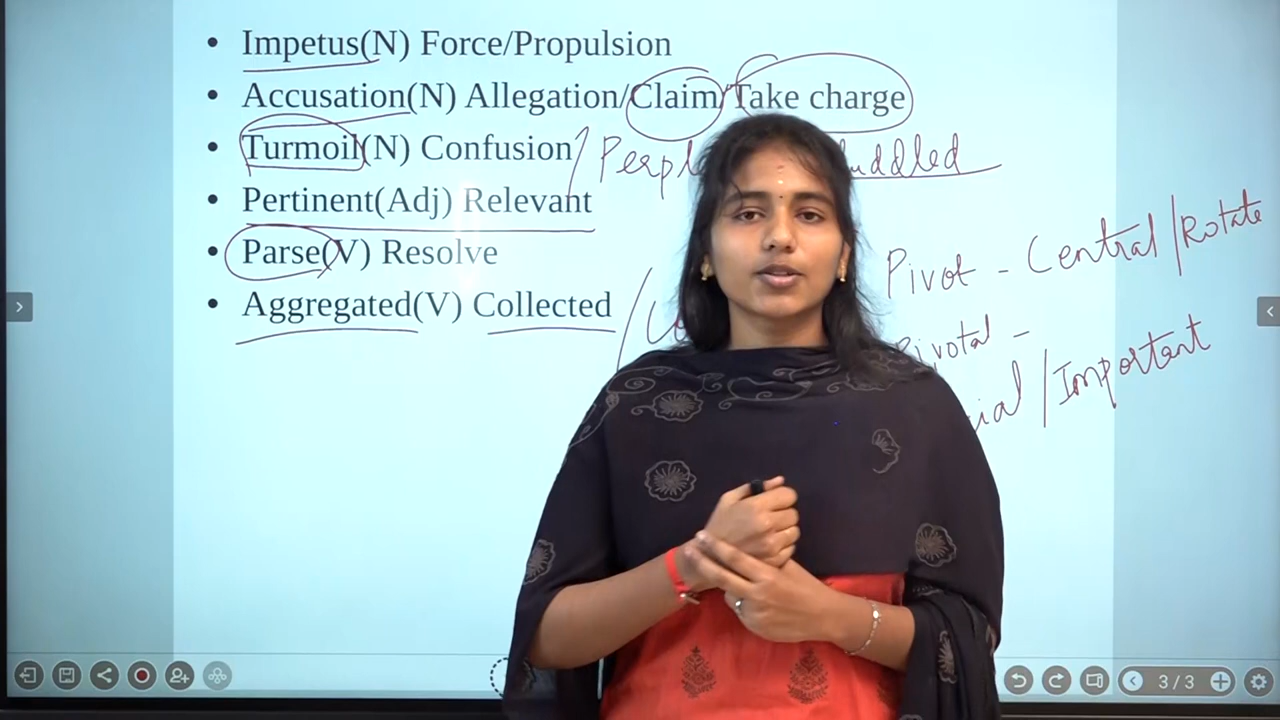 • Impetus(N) Force/Propulsion
• Accusation(N) Allegation/Claim/Take charge
• Turmoil(N) Confusion/
• Pertinent(Adj) Relevant
• Parse(V) Resolve
• Aggregated(V) Collected /
Pivot - Central/Rotate
Pivotal -
/Important
3/3